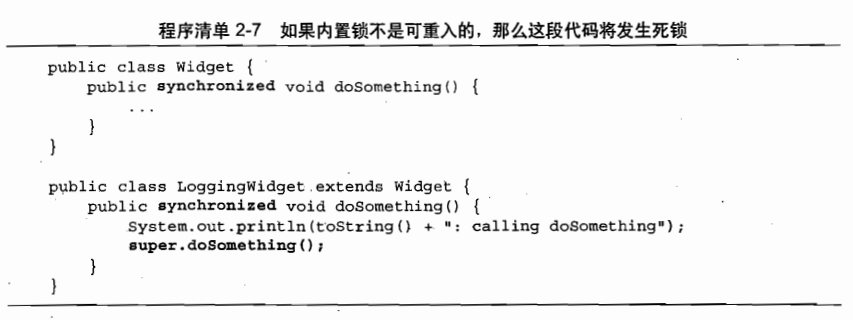 程序清单 2-7 如果内置锁不是可重入的，那么这段代码将发生死锁
public class Widget {
public synchronized void doSomething() {
...
}
}
public class LoggingWidget extends Widget {
public synchronized void doSomething() {
System.out.println(toString() + ": calling doSomething");
super.doSomething();
}
}